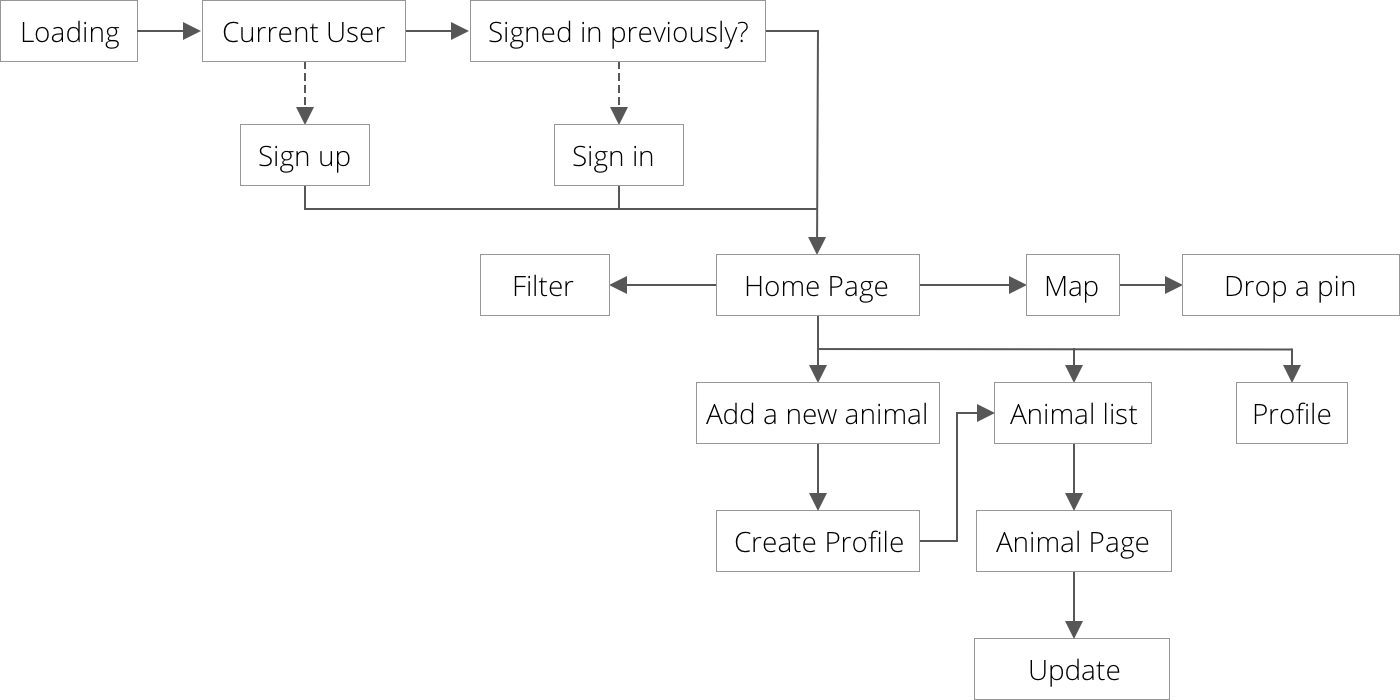 Loading
Current User
Signed in previously?
Sign up
Sign in
Filter
Home Page
Map
Drop a pin
Add a new animal
Animal list
Profile
Create Profile
Animal Page
Update